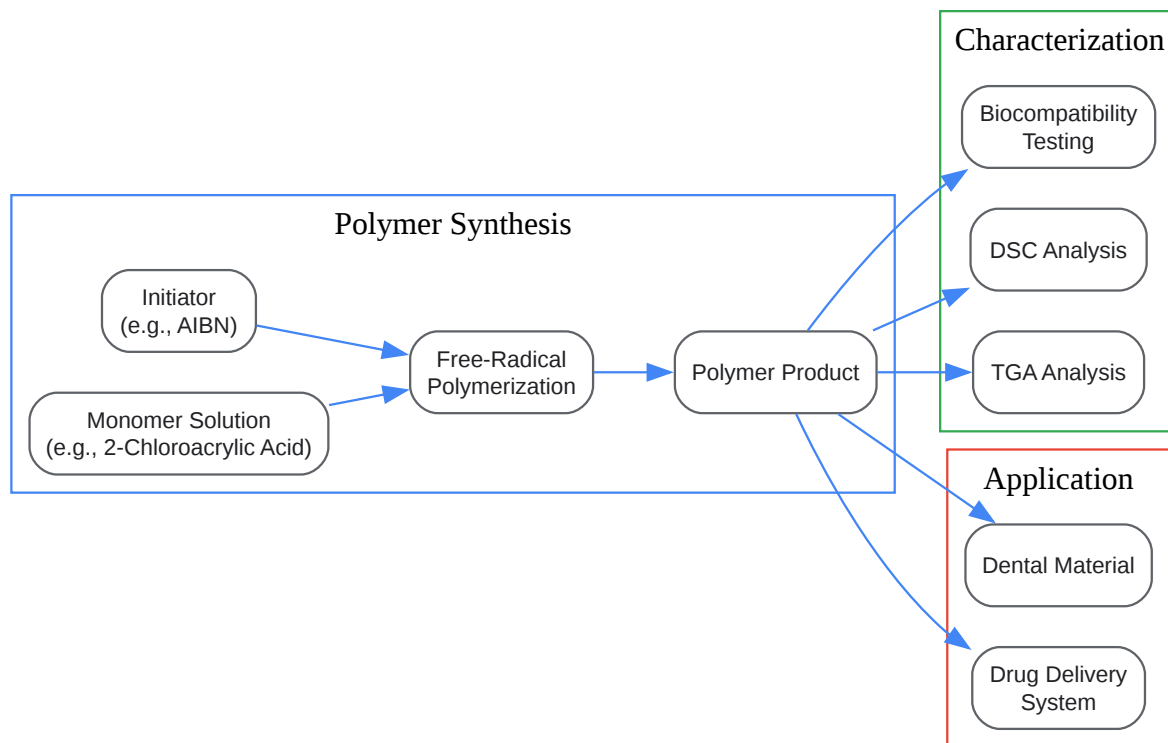 Polymer Synthesis
Initiator
(e.g., AIBN)
Monomer Solution
(e.g., 2-Chloroacrylic Acid)
Free-Radical
Polymerization
Polymer Product
Characterization
Biocompatibility
Testing
DSC Analysis
TGA Analysis
Application
Dental Material
Drug Delivery
System